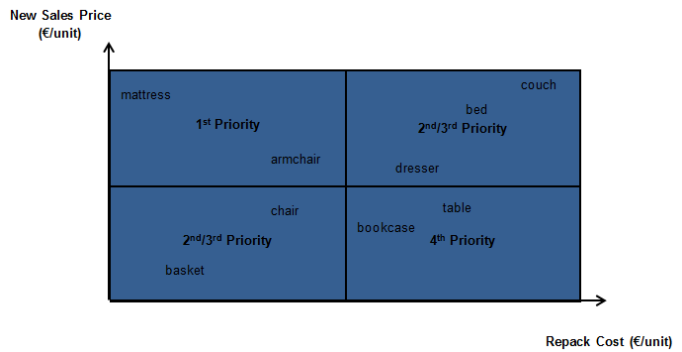 New Sales Price
(€/unit)
couch
mattress
bed
1st Priority
2nd/3rd Priority
armchair
dresser
chair
table
bookcase
2nd/3rd Priority
4th Priority
basket
Repack Cost (€/unit)